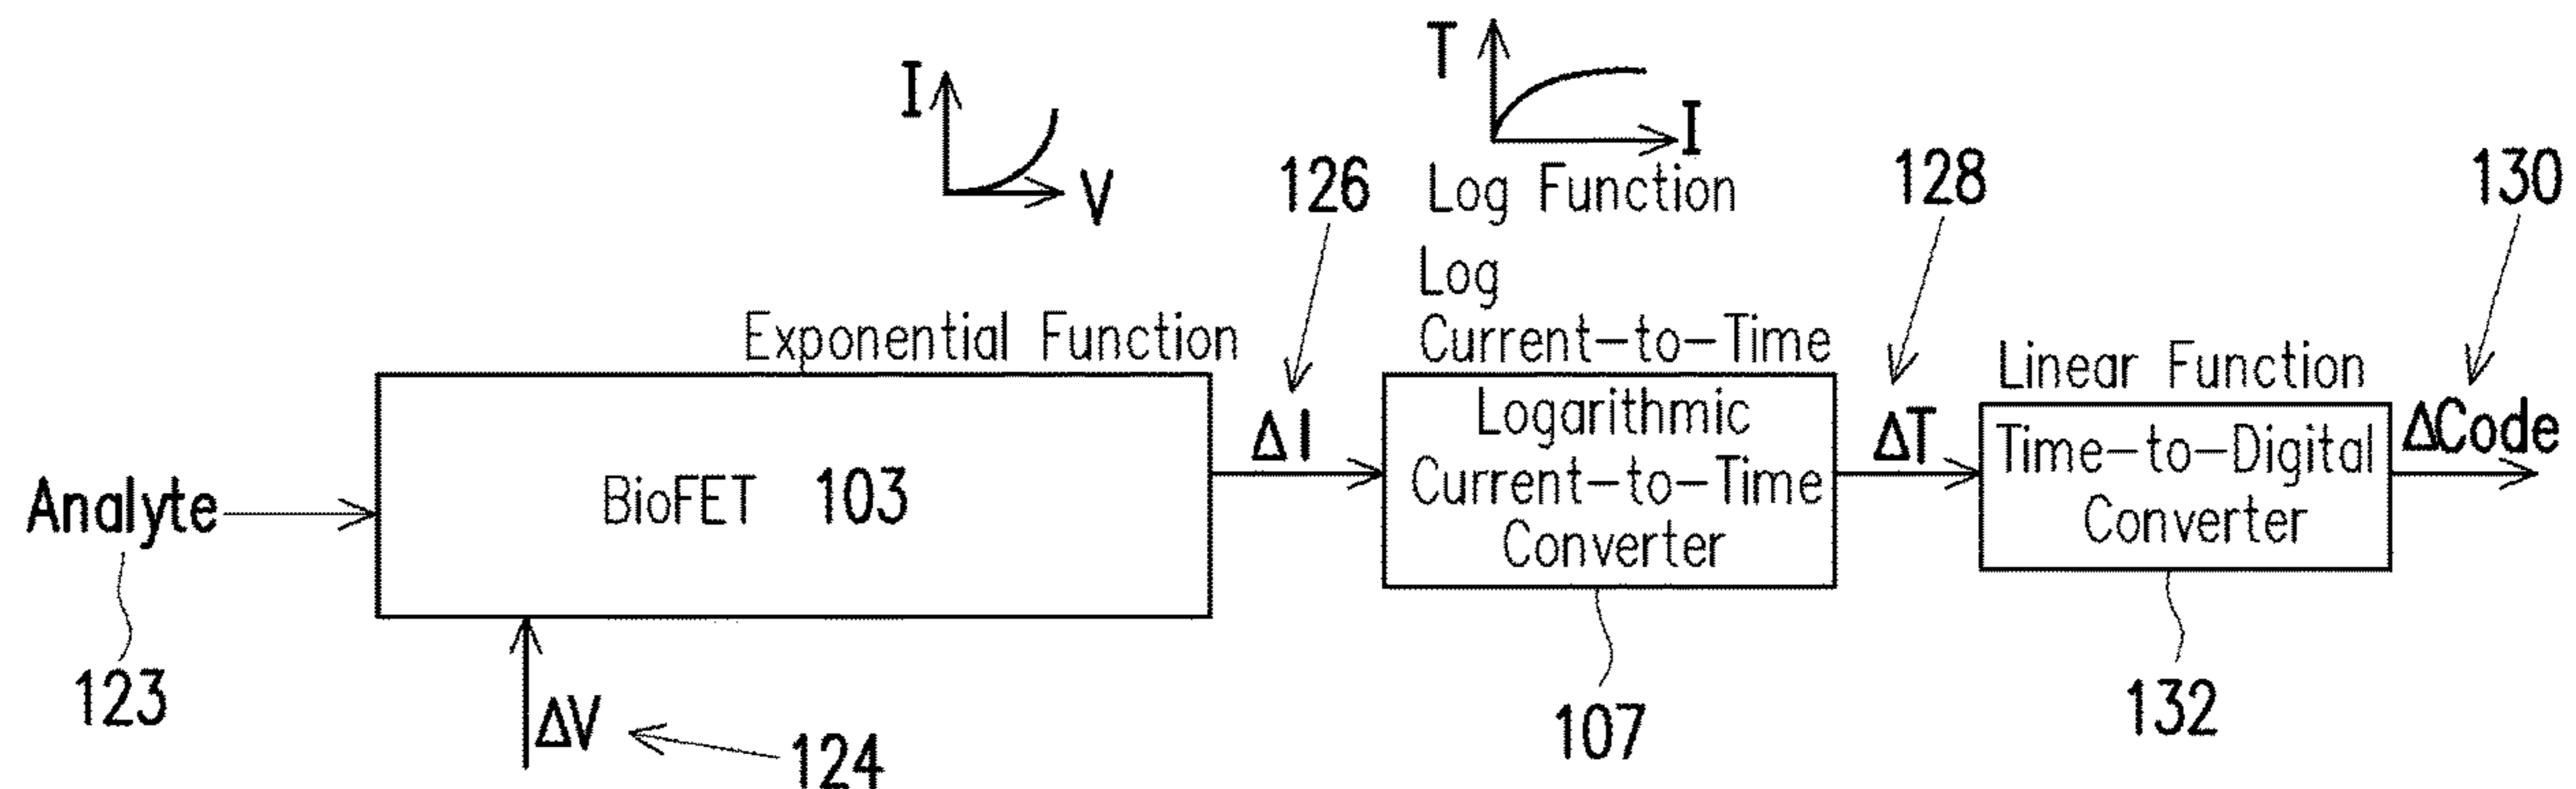 I
V
T
I
Log Function
126
128
130
Log
Current-to-Time
Exponential Function
Linear Function
Analyte
123
BioFET 103
ΔV
124
ΔI
Logarithmic
Current-to-Time
Converter
107
ΔT
Time-to-Digital
Converter
132
ΔCode